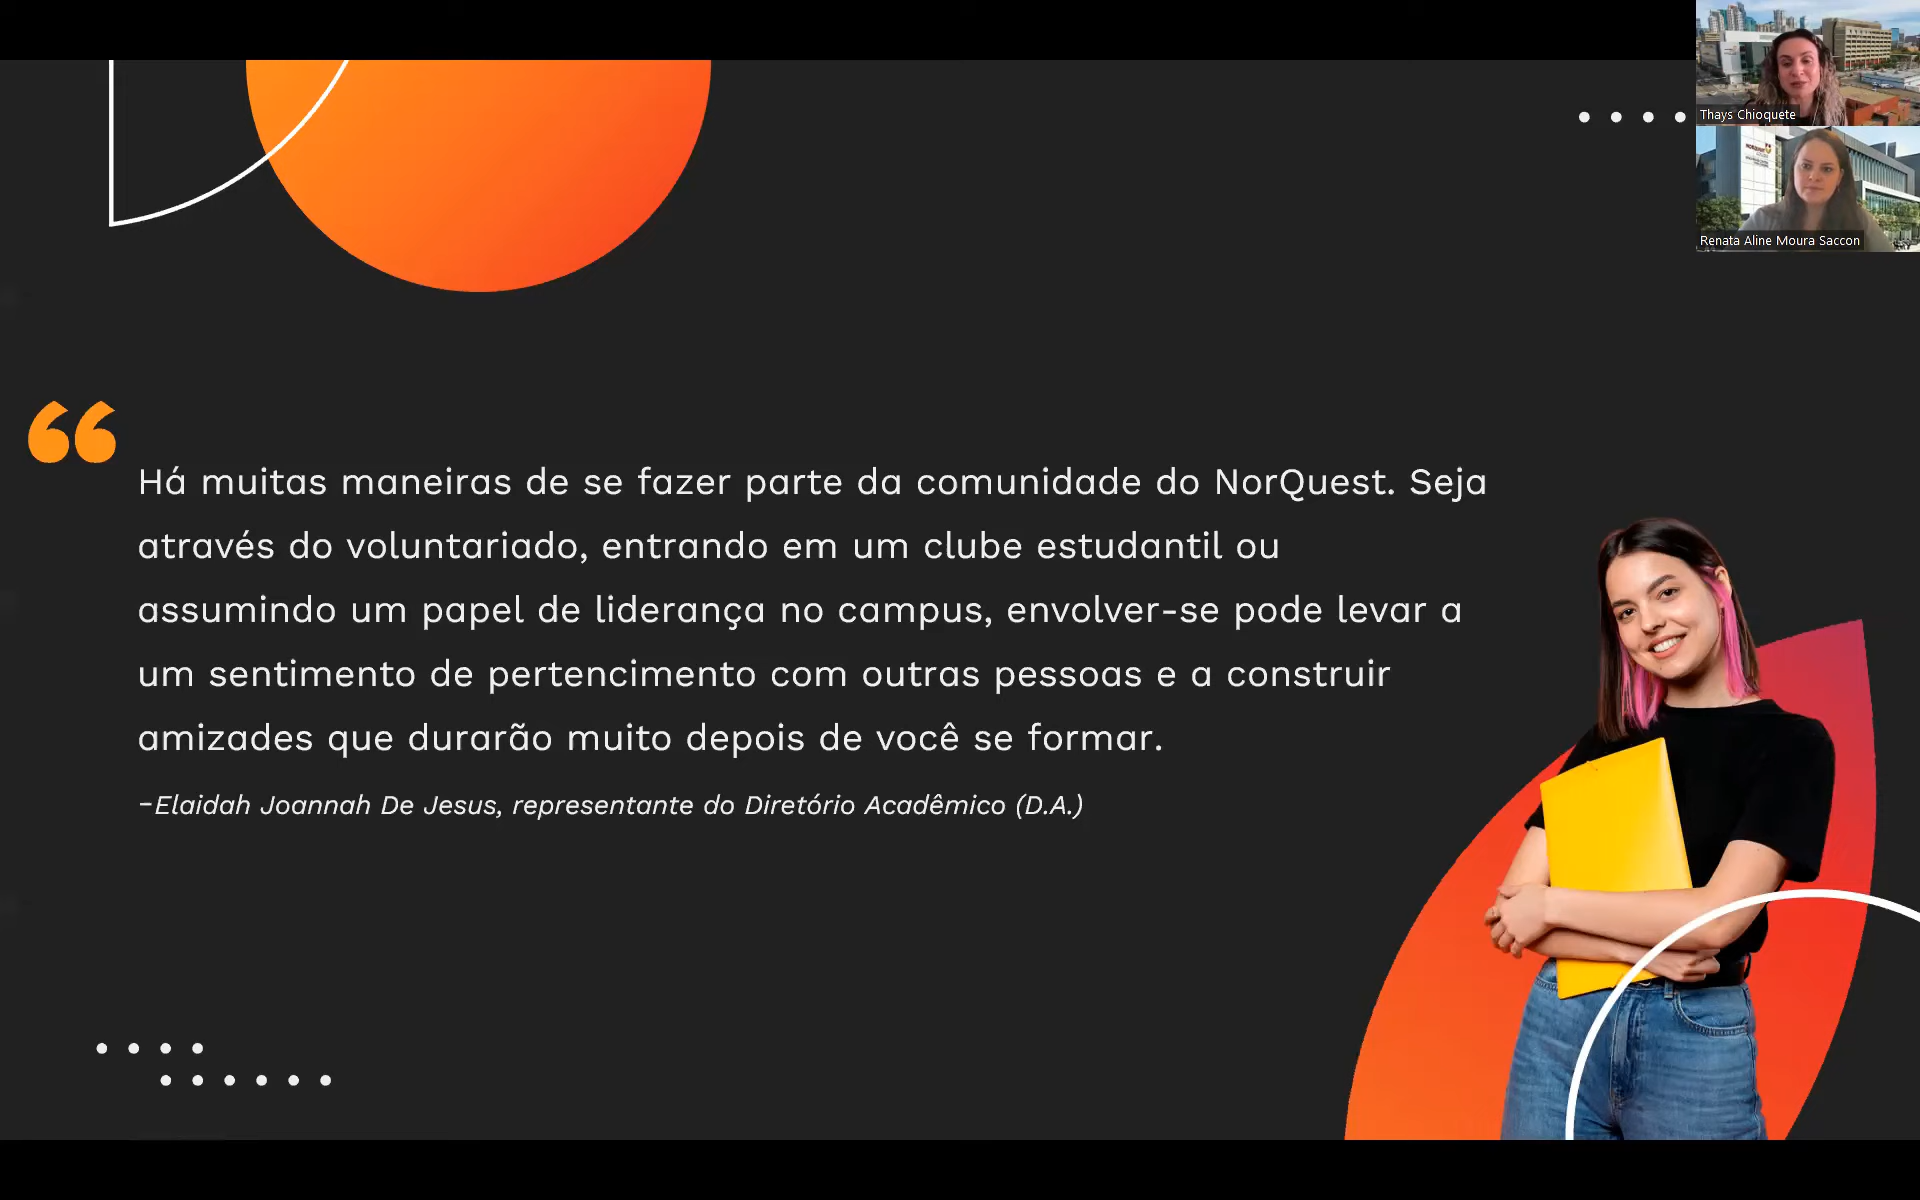 Thays Chioquete
NORQUEST
Renata Aline Moura Saccon
“
Há muitas maneiras de se fazer parte da comunidade do NorQuest. Seja
através do voluntariado, entrando em um clube estudantil ou
assumindo um papel de liderança no campus, envolver-se pode levar a
um sentimento de pertencimento com outras pessoas e a construir
amizades que durarão muito depois de você se formar.
–Elaidah Joannah De Jesus, representante do Diretório Acadêmico (D.A.)